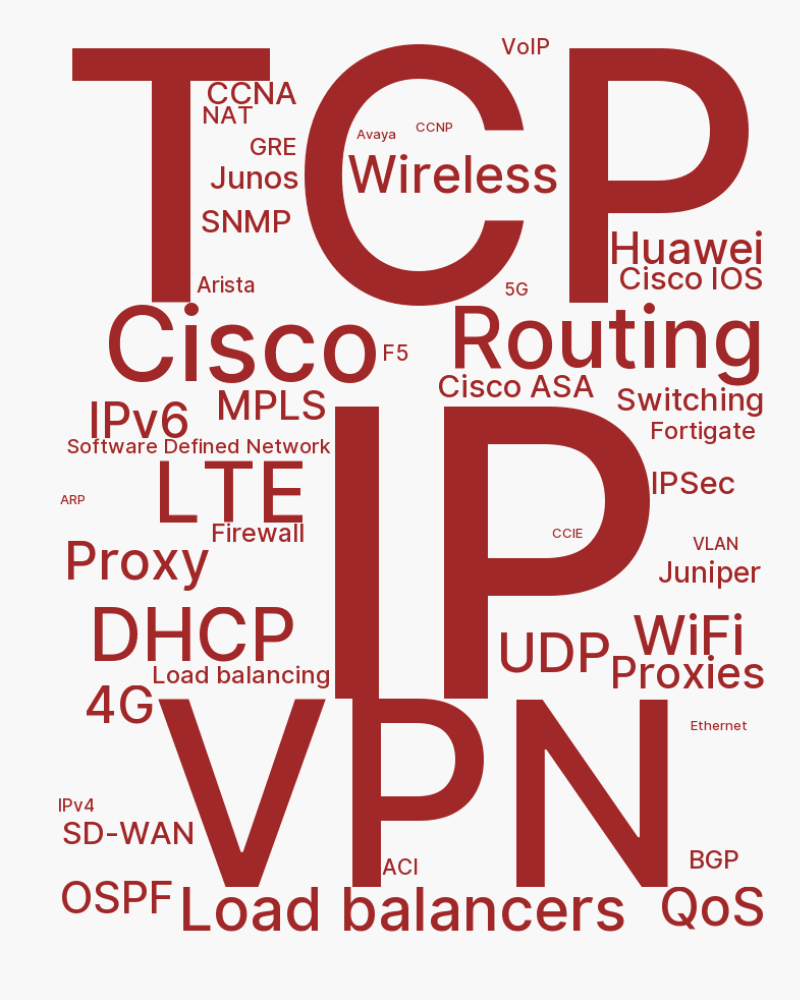 VoIP
TCP
CCNA
NAT
Avaya
CCNP
GRE
Wireless
Junos
SNMP
Huawei
Cisco IOS
Arista
5G
Cisco
F5
Routing
Cisco ASA
Switching
MPLS
IPv6
Fortigate
Software Defined Network
IP
LTE
IPSec
ARP
Firewall
CCIE
VLAN
Proxy
Juniper
DHCP
UDP
WiFi
Proxies
Load balancing
4G
VPN
Ethernet
IPv4
SD-WAN
BGP
ACI
OSPF
Load balancers
QoS